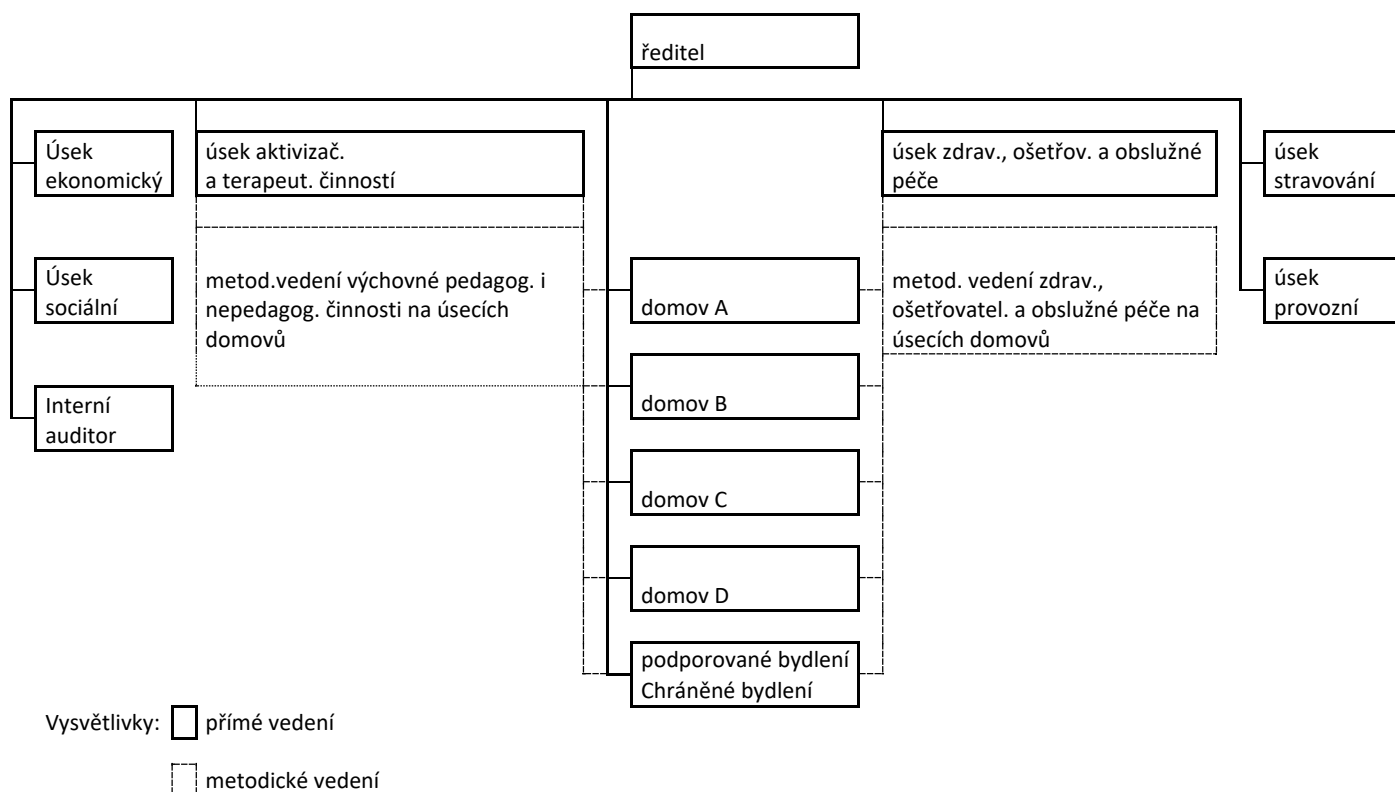 ředitel
Úsek
ekonomický
úsek aktivizač.
a terapeut. činností
úsek zdrav., ošetřov. a obslužné
péče
úsek
stravování
Úsek
sociální
metod.vedení výchovné pedagog. i
nepedagog. činnosti na úsecích
domovů
domov A
metod. vedení zdrav.,
ošetřovatel. a obslužné péče na
úsecích domovů
úsek
provozní
Interní
auditor
domov B
domov C
domov D
podporované bydlení
Chráněné bydlení
Vysvětlivky:
přímé vedení
metodické vedení